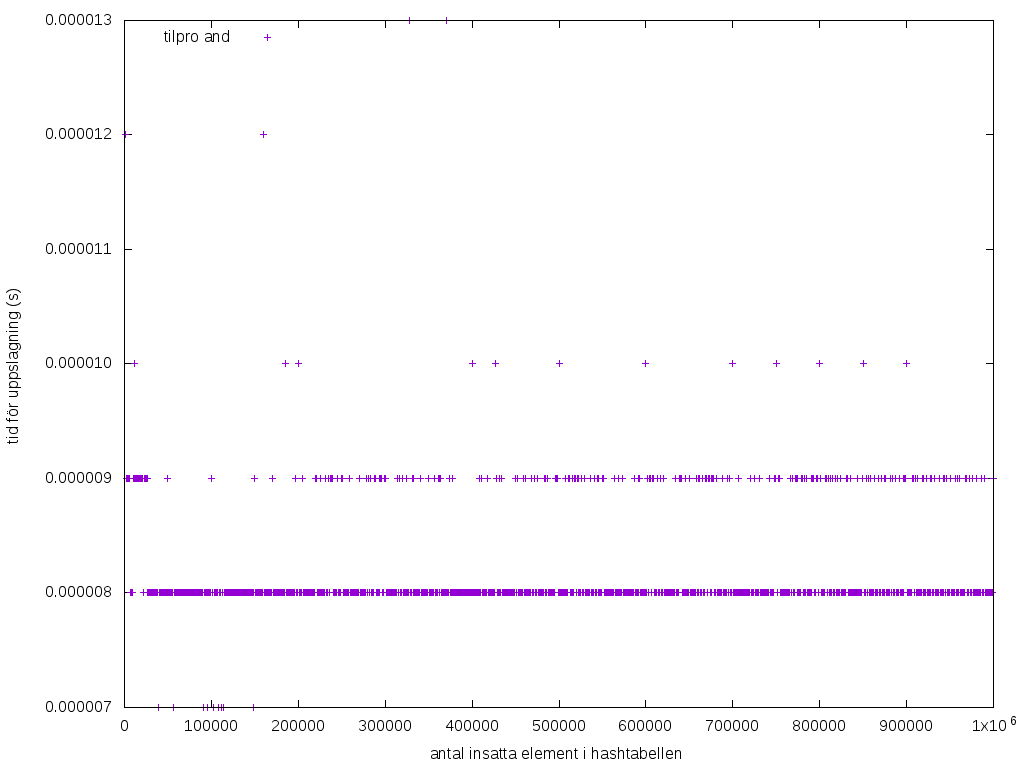 0.000013
tilpro and
0.000012
0.000011
0.000010
0.000009
0.000008
0.000007
tid för uppslagning (s)
0 100000 200000 300000 400000 500000 600000 700000 800000 900000 1x10 6
antal insatta element i hashtabellen